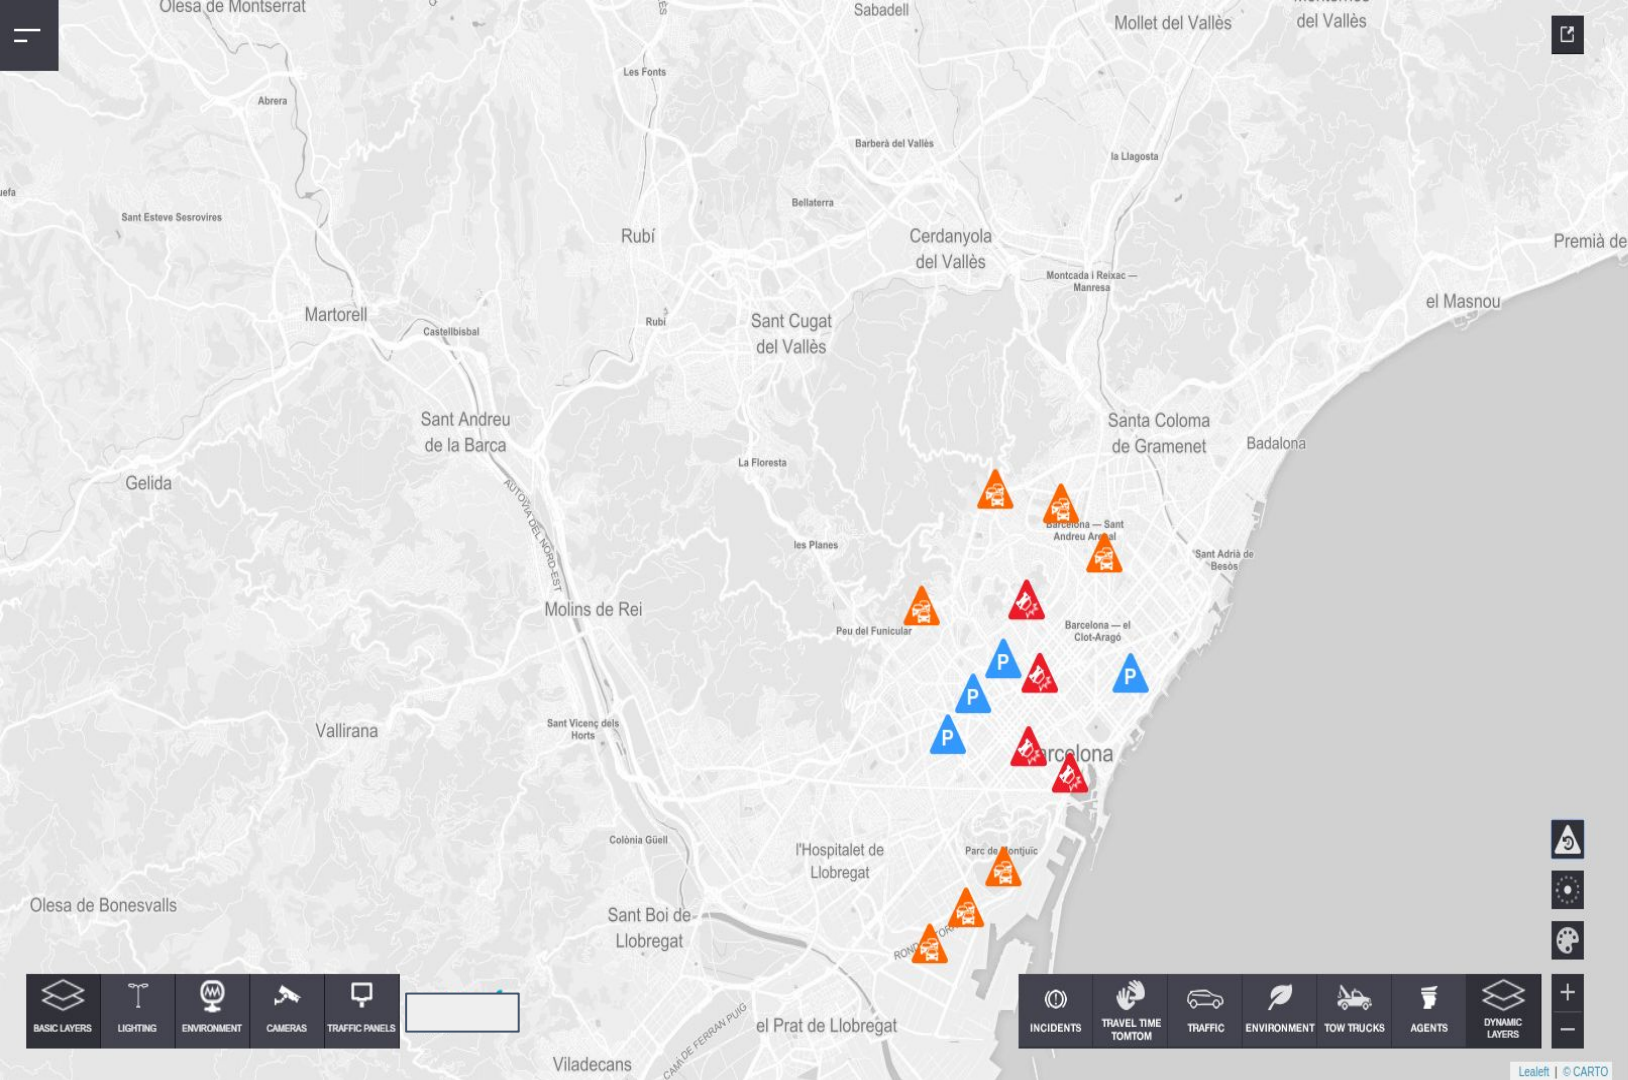 Olesa de Montserrat
Sabadell
Mollet del Vallès
del Vallès
Les Fonts
Abrera
Barberà del Vallès
la Llagosta
Bellaterra
Sant Esteve Sesrovires
Rubí
Cerdanyola
del Vallès
Premià de
Montcada i Reixac —
Manresa
el Masnou
Martorell
Castellbisbal
Rubí
Sant Cugat
del Vallès
Sant Andreu
de la Barca
Santa Coloma
de Gramenet
Badalona
La Floresta
Gelida
AUTOVIA DEL NORD-EST
Barcelona — Sant
Andreu Arenal
les Planes
Sant Adrià de
Besòs
Molins de Rei
Peu del Funicular
Barcelona — el
Clot-Aragó
P
P
P
P
Sant Vicenç dels
Horts
Vallirana
Barcelona
Colònia Güell
l'Hospitalet de
Llobregat
Parc de Montjuïc
Olesa de Bonesvalls
Sant Boi de
Llobregat
el Prat de Llobregat
CAMÍ DE FERRAN PUIG
Viladecans
BASIC LAYERS
LIGHTING
ENVIRONMENT
CAMERAS
TRAFFIC PANELS
INCIDENTS
TRAVEL TIME
TOMTOM
TRAFFIC
ENVIRONMENT
TOW TRUCKS
AGENTS
DYNAMIC
LAYERS
+
−
Lealeft | © CARTO